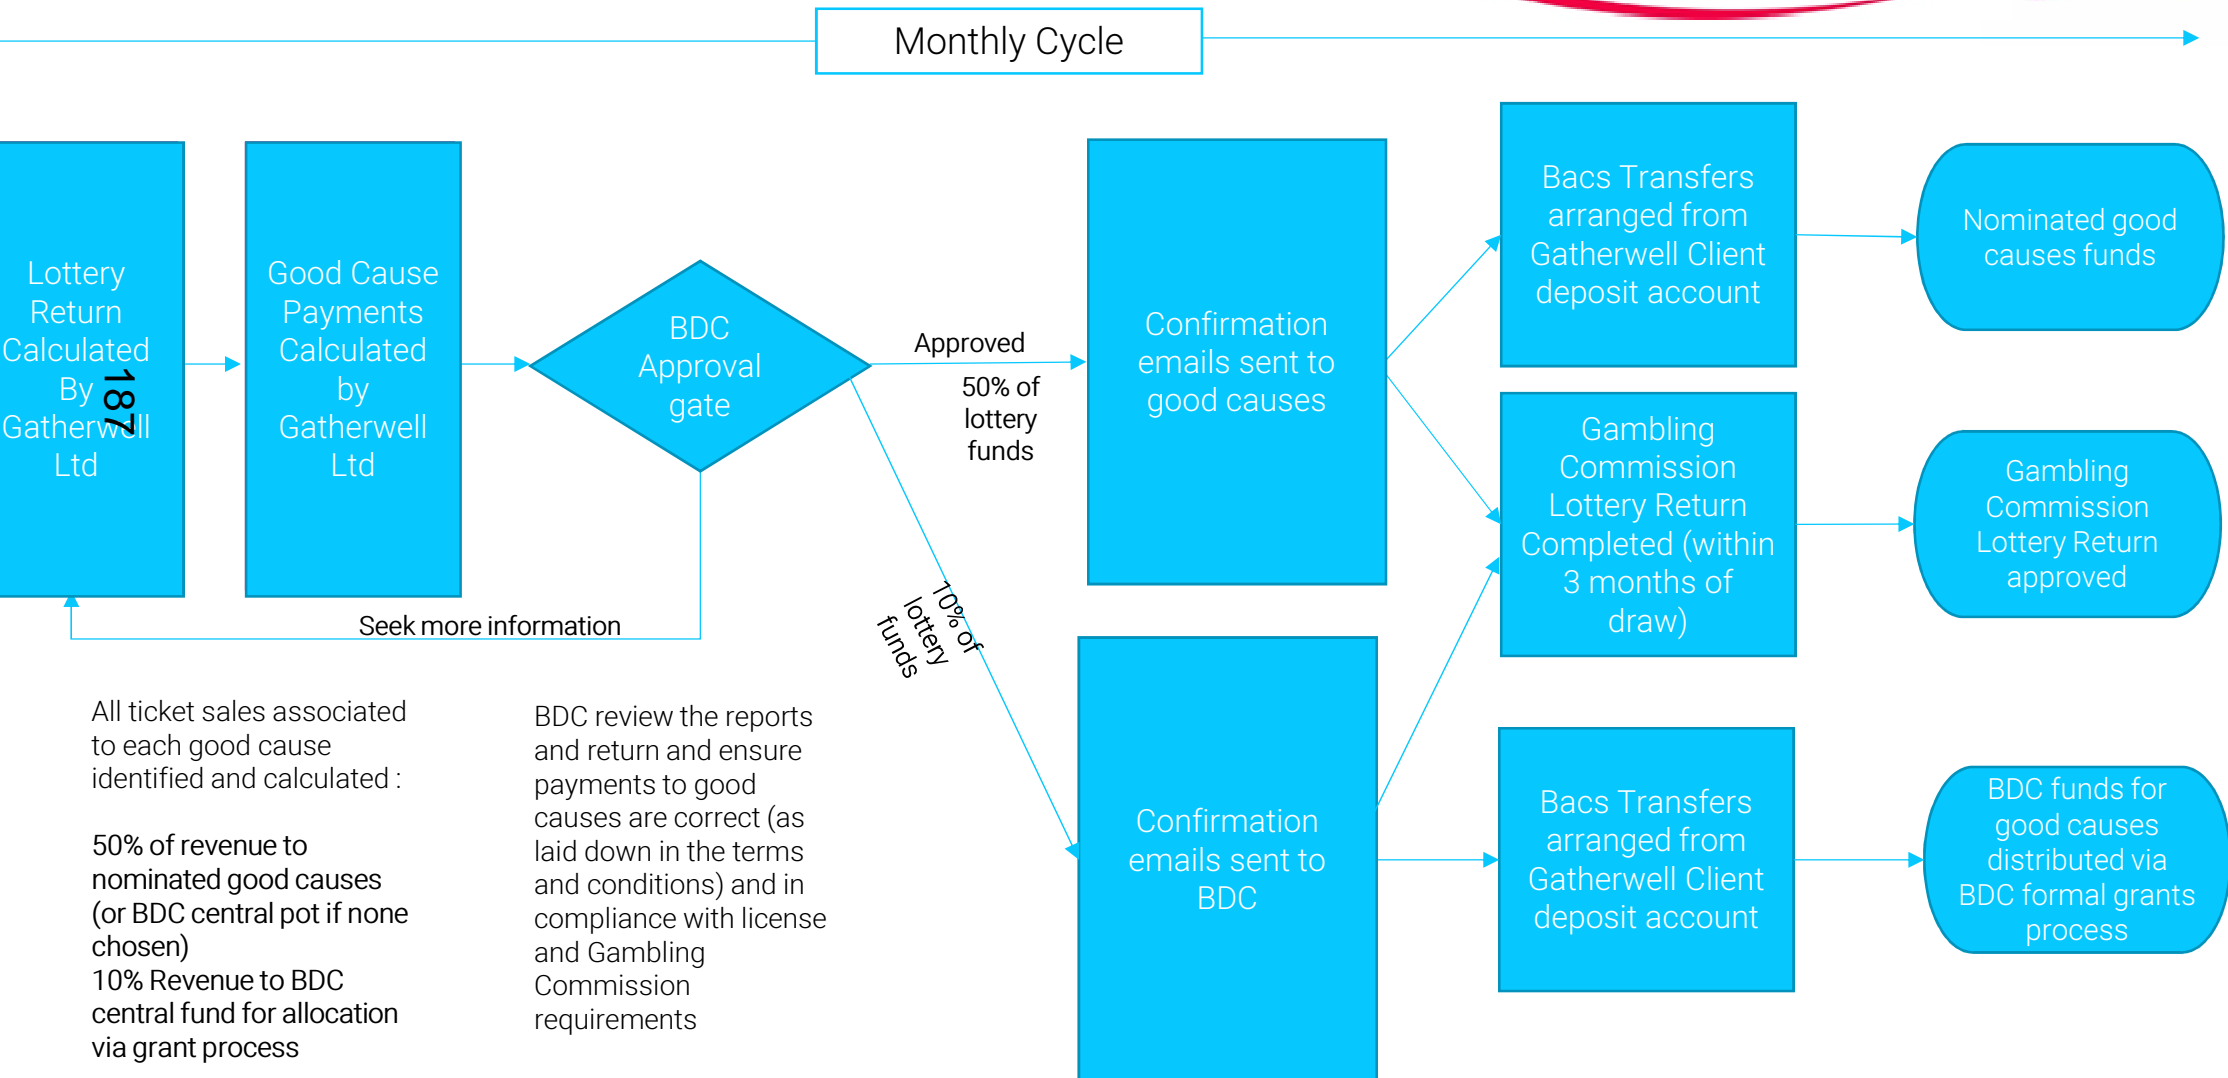 Monthly Cycle
Lottery
Return
Calculated
By
Gatherwell
Ltd
187
Good Cause
Payments
Calculated
by
Gatherwell
Ltd
BDC
Approval
gate
Approved
50% of
lottery
funds
10% of
lottery
funds
Seek more information
Confirmation
emails sent to
good causes
Confirmation
emails sent to
BDC
Bacs Transfers
arranged from
Gatherwell Client
deposit account
Gambling
Commission
Lottery Return
Completed (within
3 months of
draw)
Bacs Transfers
arranged from
Gatherwell Client
deposit account
Nominated good
causes funds
Gambling
Commission
Lottery Return
approved
BDC funds for
good causes
distributed via
BDC formal grants
process
All ticket sales associated
to each good cause
identified and calculated :
50% of revenue to
nominated good causes
(or BDC central pot if none
chosen)
10% Revenue to BDC
central fund for allocation
via grant process
BDC review the reports
and return and ensure
payments to good
causes are correct (as
laid down in the terms
and conditions) and in
compliance with license
and Gambling
Commission
requirements